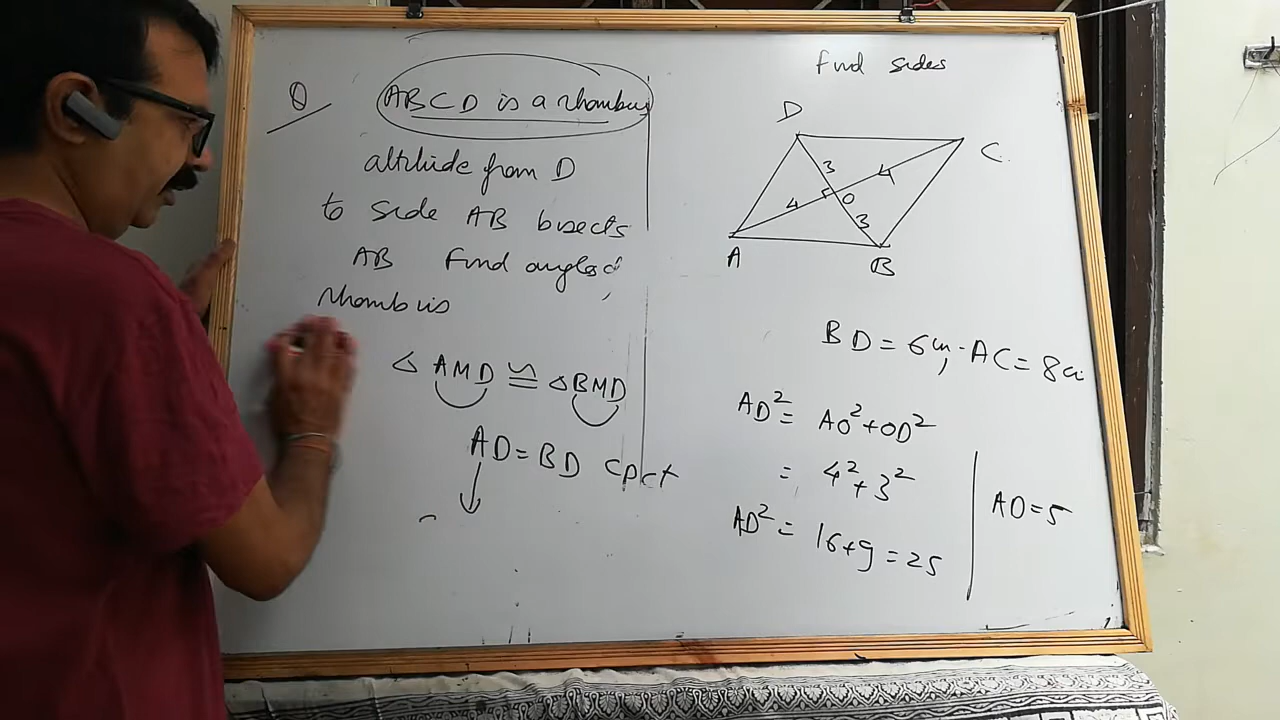 Q
ABCD is a rhombus
altitude from D
to side AB bisects
AB Find angles of
rhombus
△ AMD ≅ △BMD
AD = BD cpct
Find sides
D
C.
3
4
4
O
3
A
B
BD = 6cm, AC = 8cm
AD² = AO² + OD²
= 4² + 3²
AD² = 16+9 = 25
AD = 5